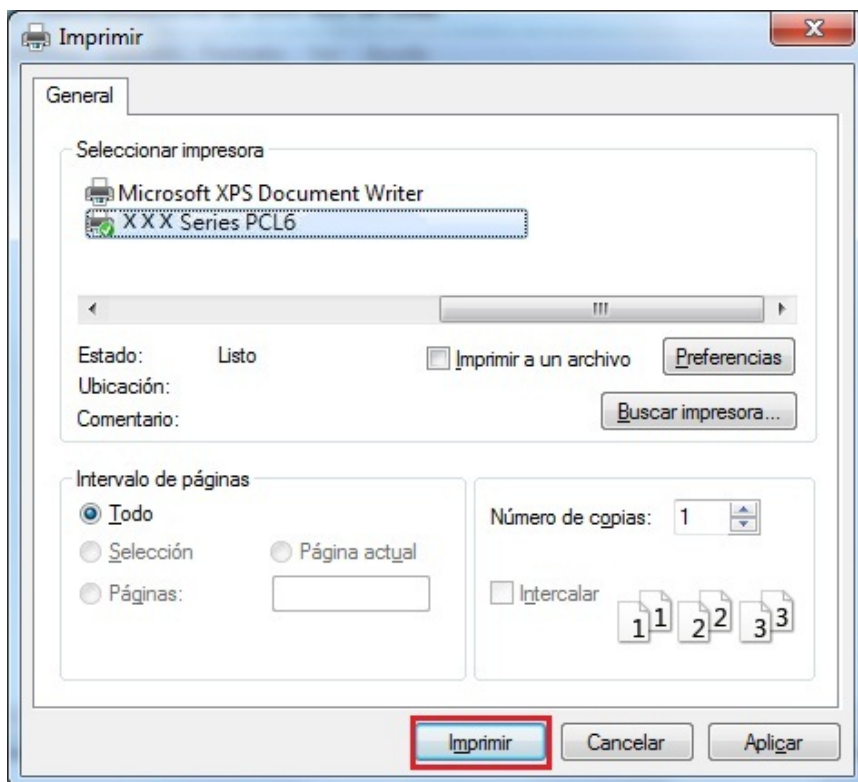 Imprimir
General
Seleccionar impresora
Microsoft XPS Document Writer
X X X Series PCL6
Estado: Listo
Imprimir a un archivo
Preferencias
Ubicación:
Comentario:
Buscar impresora...
Intervalo de páginas
Todo
Selección
Página actual
Páginas:
Número de copias: 1
Intercalar
1 1 2 2 3 3
Imprimir
Cancelar
Aplicar